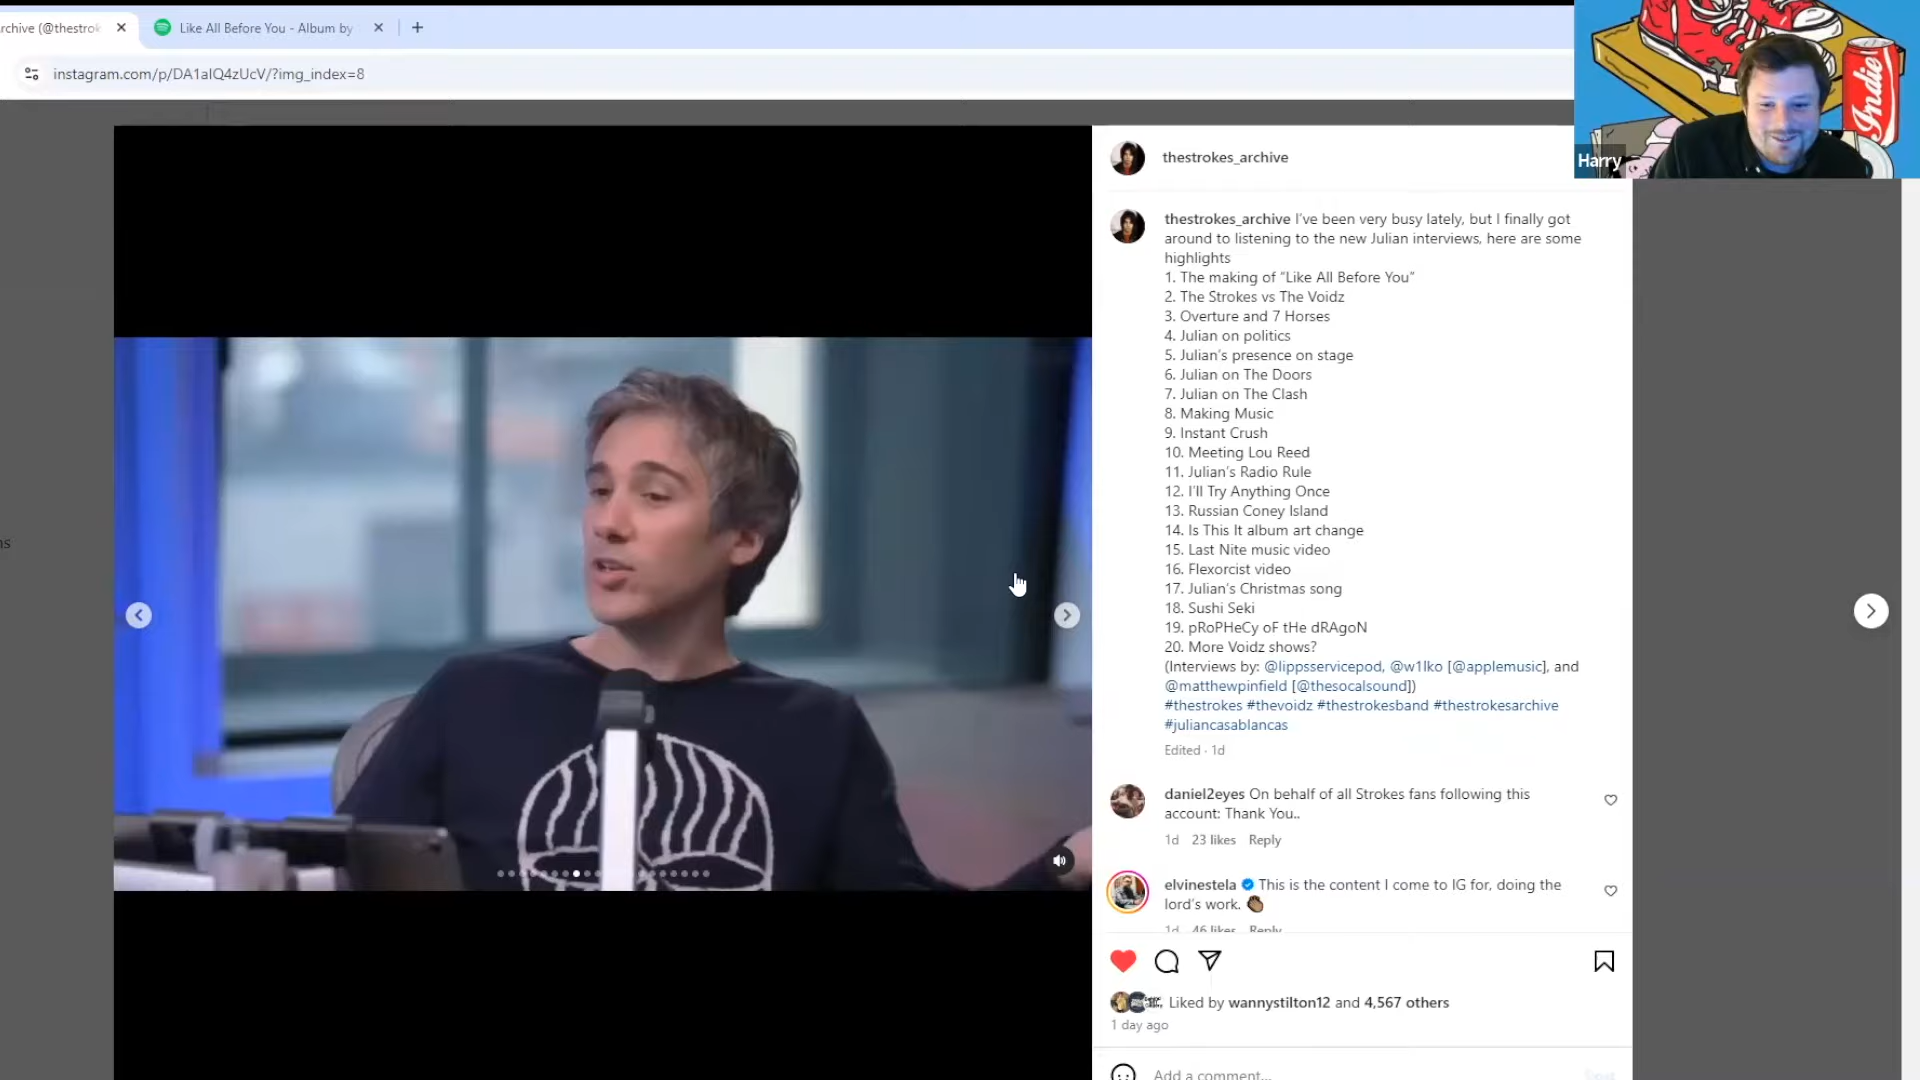 rchive (@thestrok
Like All Before You - Album by
instagram.com/p/DA1alQ4zUcV/?img_index=8
Indie
Harry
thestrokes_archive
thestrokes_archive I've been very busy lately, but I finally got
around to listening to the new Julian interviews, here are some
highlights
1. The making of “Like All Before You”
2. The Strokes vs The Voidz
3. Overture and 7 Horses
4. Julian on politics
5. Julian's presence on stage
6. Julian on The Doors
7. Julian on The Clash
8. Making Music
9. Instant Crush
10. Meeting Lou Reed
11. Julian's Radio Rule
12. I'll Try Anything Once
13. Russian Coney Island
14. Is This It album art change
15. Last Nite music video
16. Flexorcist video
17. Julian's Christmas song
18. Sushi Seki
19. pRoPHeCy oF tHe dRAgoN
20. More Voidz shows?
(Interviews by: @lippsservicepod, @w1lko [@applemusic], and
@matthewpinfield [@thesocalsound])
#thestrokes #thevoidz #thestrokesband #thestrokesarchive
#juliancasablancas
Edited · 1d
daniel2eyes On behalf of all Strokes fans following this
account: Thank You..
1d 23 likes Reply
elvinestela This is the content I come to IG for, doing the
lord's work.
1d 46 likes Reply
Liked by wannystilton12 and 4,567 others
1 day ago
Add a comment...
Post
ns